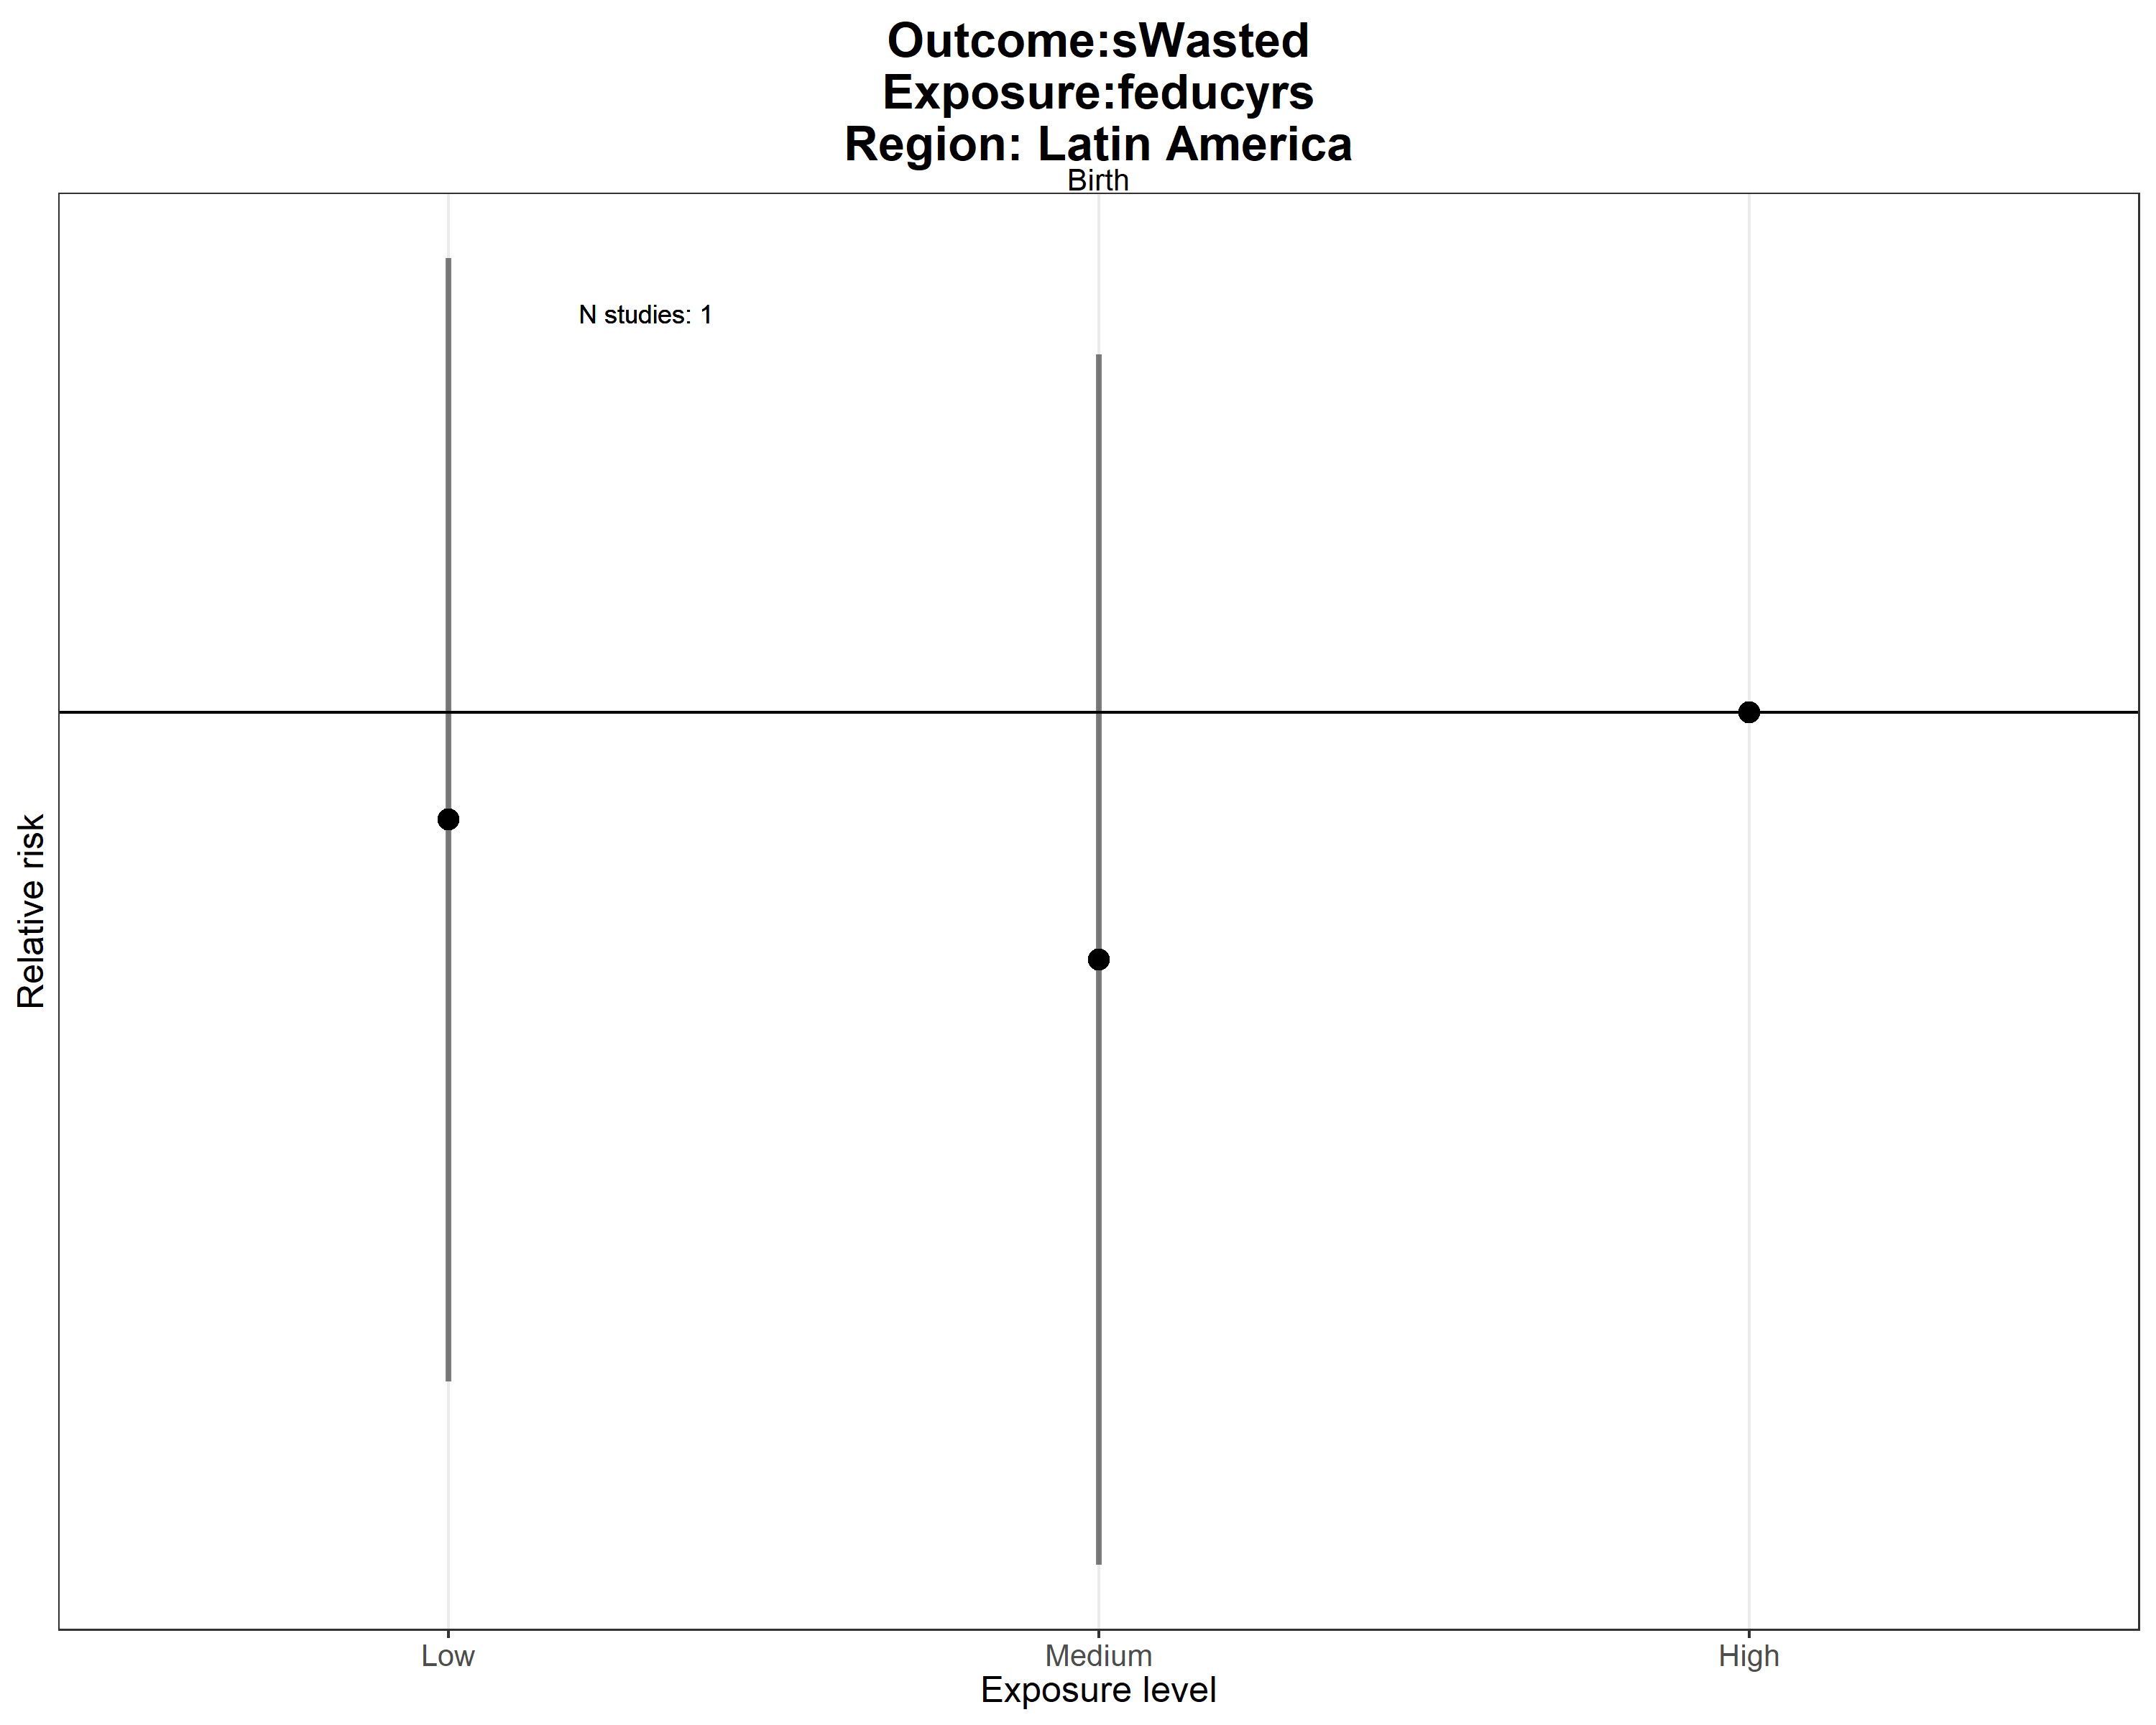 Outcome:sWasted
Exposure:feducyrs
Region: Latin America
Birth
N studies: 1
Relative risk
Low
Medium
High
Exposure level